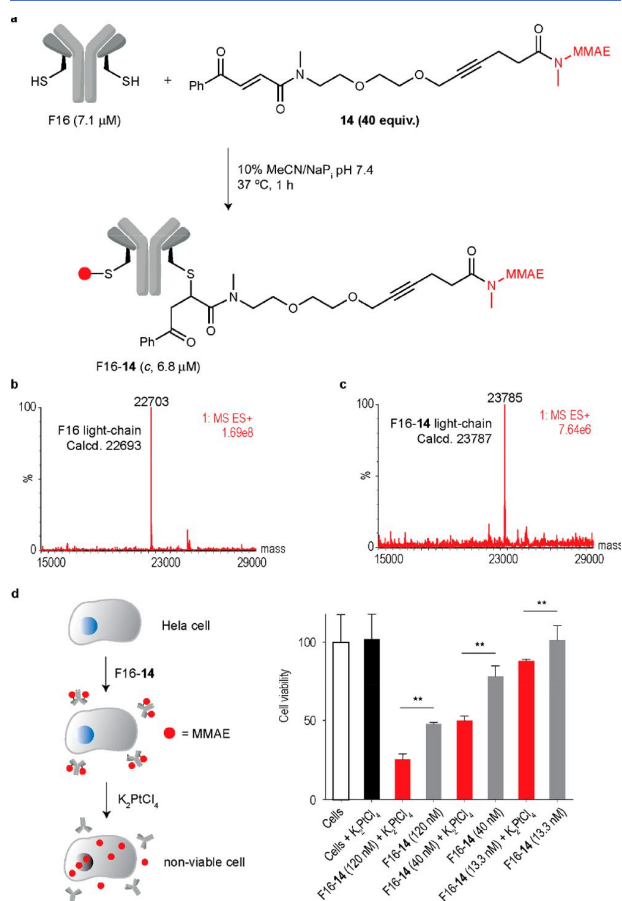 a
HS
SH
F16 (7.1 μM)
+
Ph
O
O
N
O
O
O
N
MMAE
14 (40 equiv.)
10% MeCN/NaPi pH 7.4
37 ºC, 1 h
S
S
Ph
O
O
N
O
O
O
N
MMAE
F16-14 (c, 6.8 μM)
b
22703
100
F16 light-chain
Calcd. 22693
1: MS ES+
1.69e8
%
0
mass
15000
23000
29000
c
23785
100
F16-14 light-chain
Calcd. 23787
1: MS ES+
7.64e6
%
0
mass
15000
23000
29000
d
Hela cell
F16-14
= MMAE
K2PtCl4
non-viable cell
Cell viability
100
50
0
**
**
**
Cells
Cells + K2PtCl4
F16-14 (120 nM) + K2PtCl4
F16-14 (120 nM)
F16-14 (40 nM) + K2PtCl4
F16-14 (40 nM)
F16-14 (13.3 nM) + K2PtCl4
F16-14 (13.3 nM)